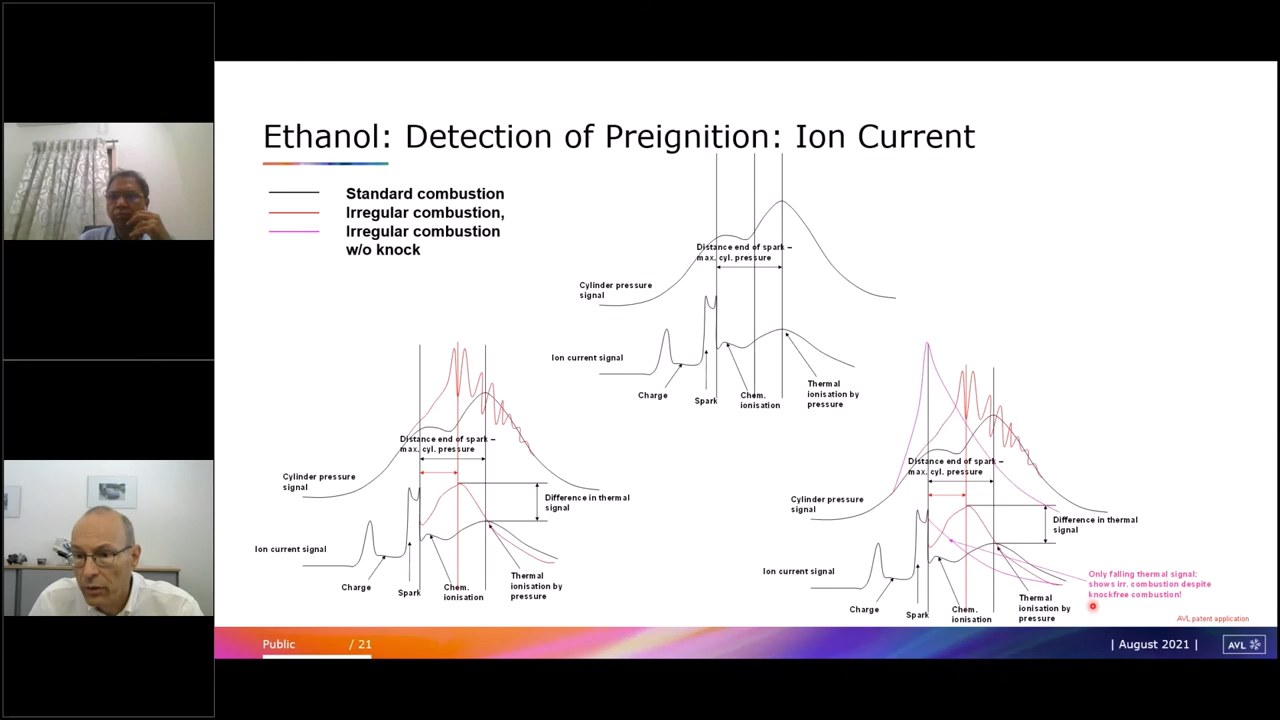 Ethanol: Detection of Preignition: Ion Current
Standard combustion
Irregular combustion,
Irregular combustion
w/o knock
Distance end of spark –
max. cyl. pressure
Cylinder pressure
signal
Ion current signal
Charge
Spark
Chem.
ionisation
Thermal
ionisation by
pressure
Distance end of spark –
max. cyl. pressure
Cylinder pressure
signal
Difference in thermal
signal
Ion current signal
Charge
Spark
Chem.
ionisation
Thermal
ionisation by
pressure
Distance end of spark –
max. cyl. pressure
Cylinder pressure
signal
Difference in thermal
signal
Ion current signal
Charge
Spark
Chem.
ionisation
Thermal
ionisation by
pressure
Only falling thermal signal:
shows irr. combustion despite
knockfree combustion!
AVL patent application
Public / 21 | August 2021 | AVL